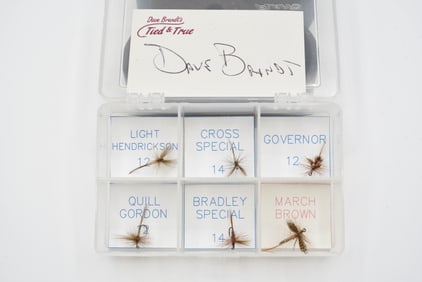 Dave Brandt's
Tied & True
DAVE BRANDT
LIGHT
HENDRICKSON
12
CROSS
SPECIAL
14
GOVERNOR
12
QUILL
GORDON
BRADLEY
SPECIAL
14
MARCH
BROWN